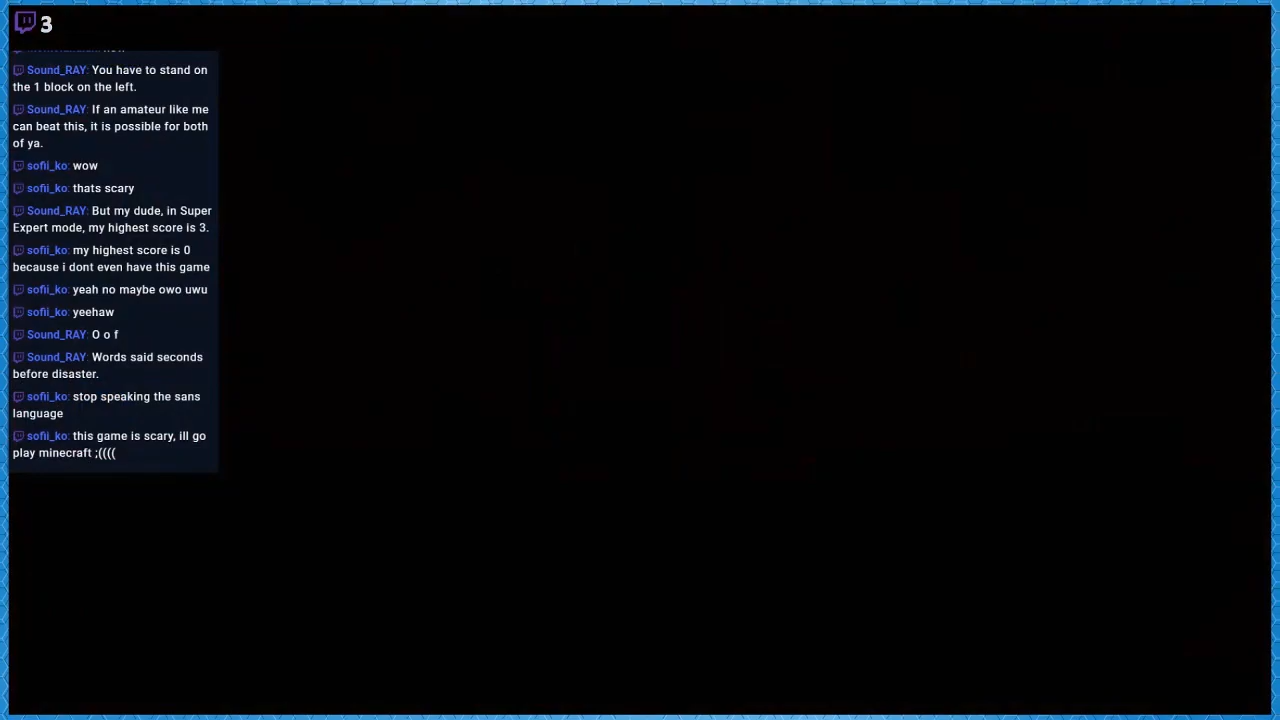 3
Sound_RAY: You have to stand on
the 1 block on the left.
Sound_RAY: If an amateur like me
can beat this, it is possible for both
of ya.
sofii_ko: wow
sofii_ko: thats scary
Sound_RAY: But my dude, in Super
Expert mode, my highest score is 3.
sofii_ko: my highest score is 0
because i dont even have this game
sofii_ko: yeah no maybe owo uwu
sofii_ko: yeehaw
Sound_RAY: O o f
Sound_RAY: Words said seconds
before disaster.
sofii_ko: stop speaking the sans
language
sofii_ko: this game is scary, ill go
play minecraft ;((((